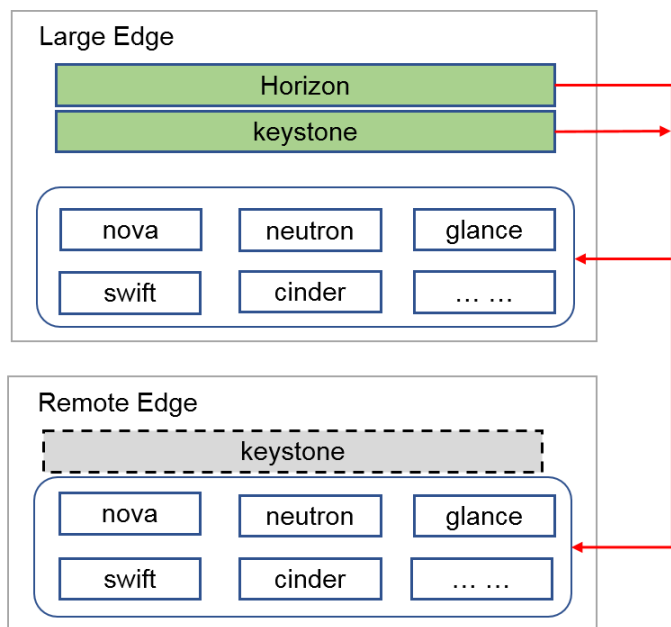 Large Edge
Horizon
keystone
nova neutron glance
swift cinder … …
Remote Edge
keystone
nova neutron glance
swift cinder … …